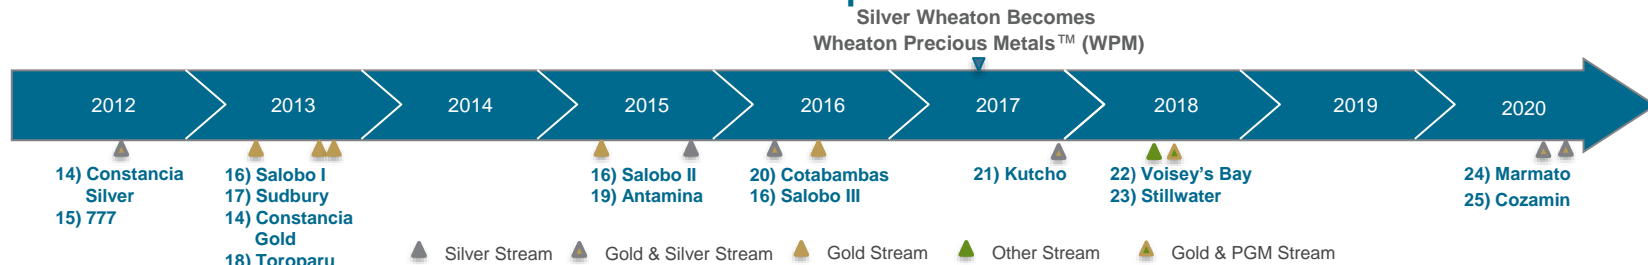 Silver Wheaton Becomes
Wheaton Precious Metals™ (WPM)
2012 2013 2014 2015 2016 2017 2018 2019 2020
14) Constancia
Silver
15) 777
16) Salobo I
17) Sudbury
14) Constancia
Gold
18) Toroparu
16) Salobo II
19) Antamina
20) Cotabambas
16) Salobo III
21) Kutcho
22) Voisey's Bay
23) Stillwater
24) Marmato
25) Cozamin
Silver Stream Gold & Silver Stream Gold Stream Other Stream Gold & PGM Stream